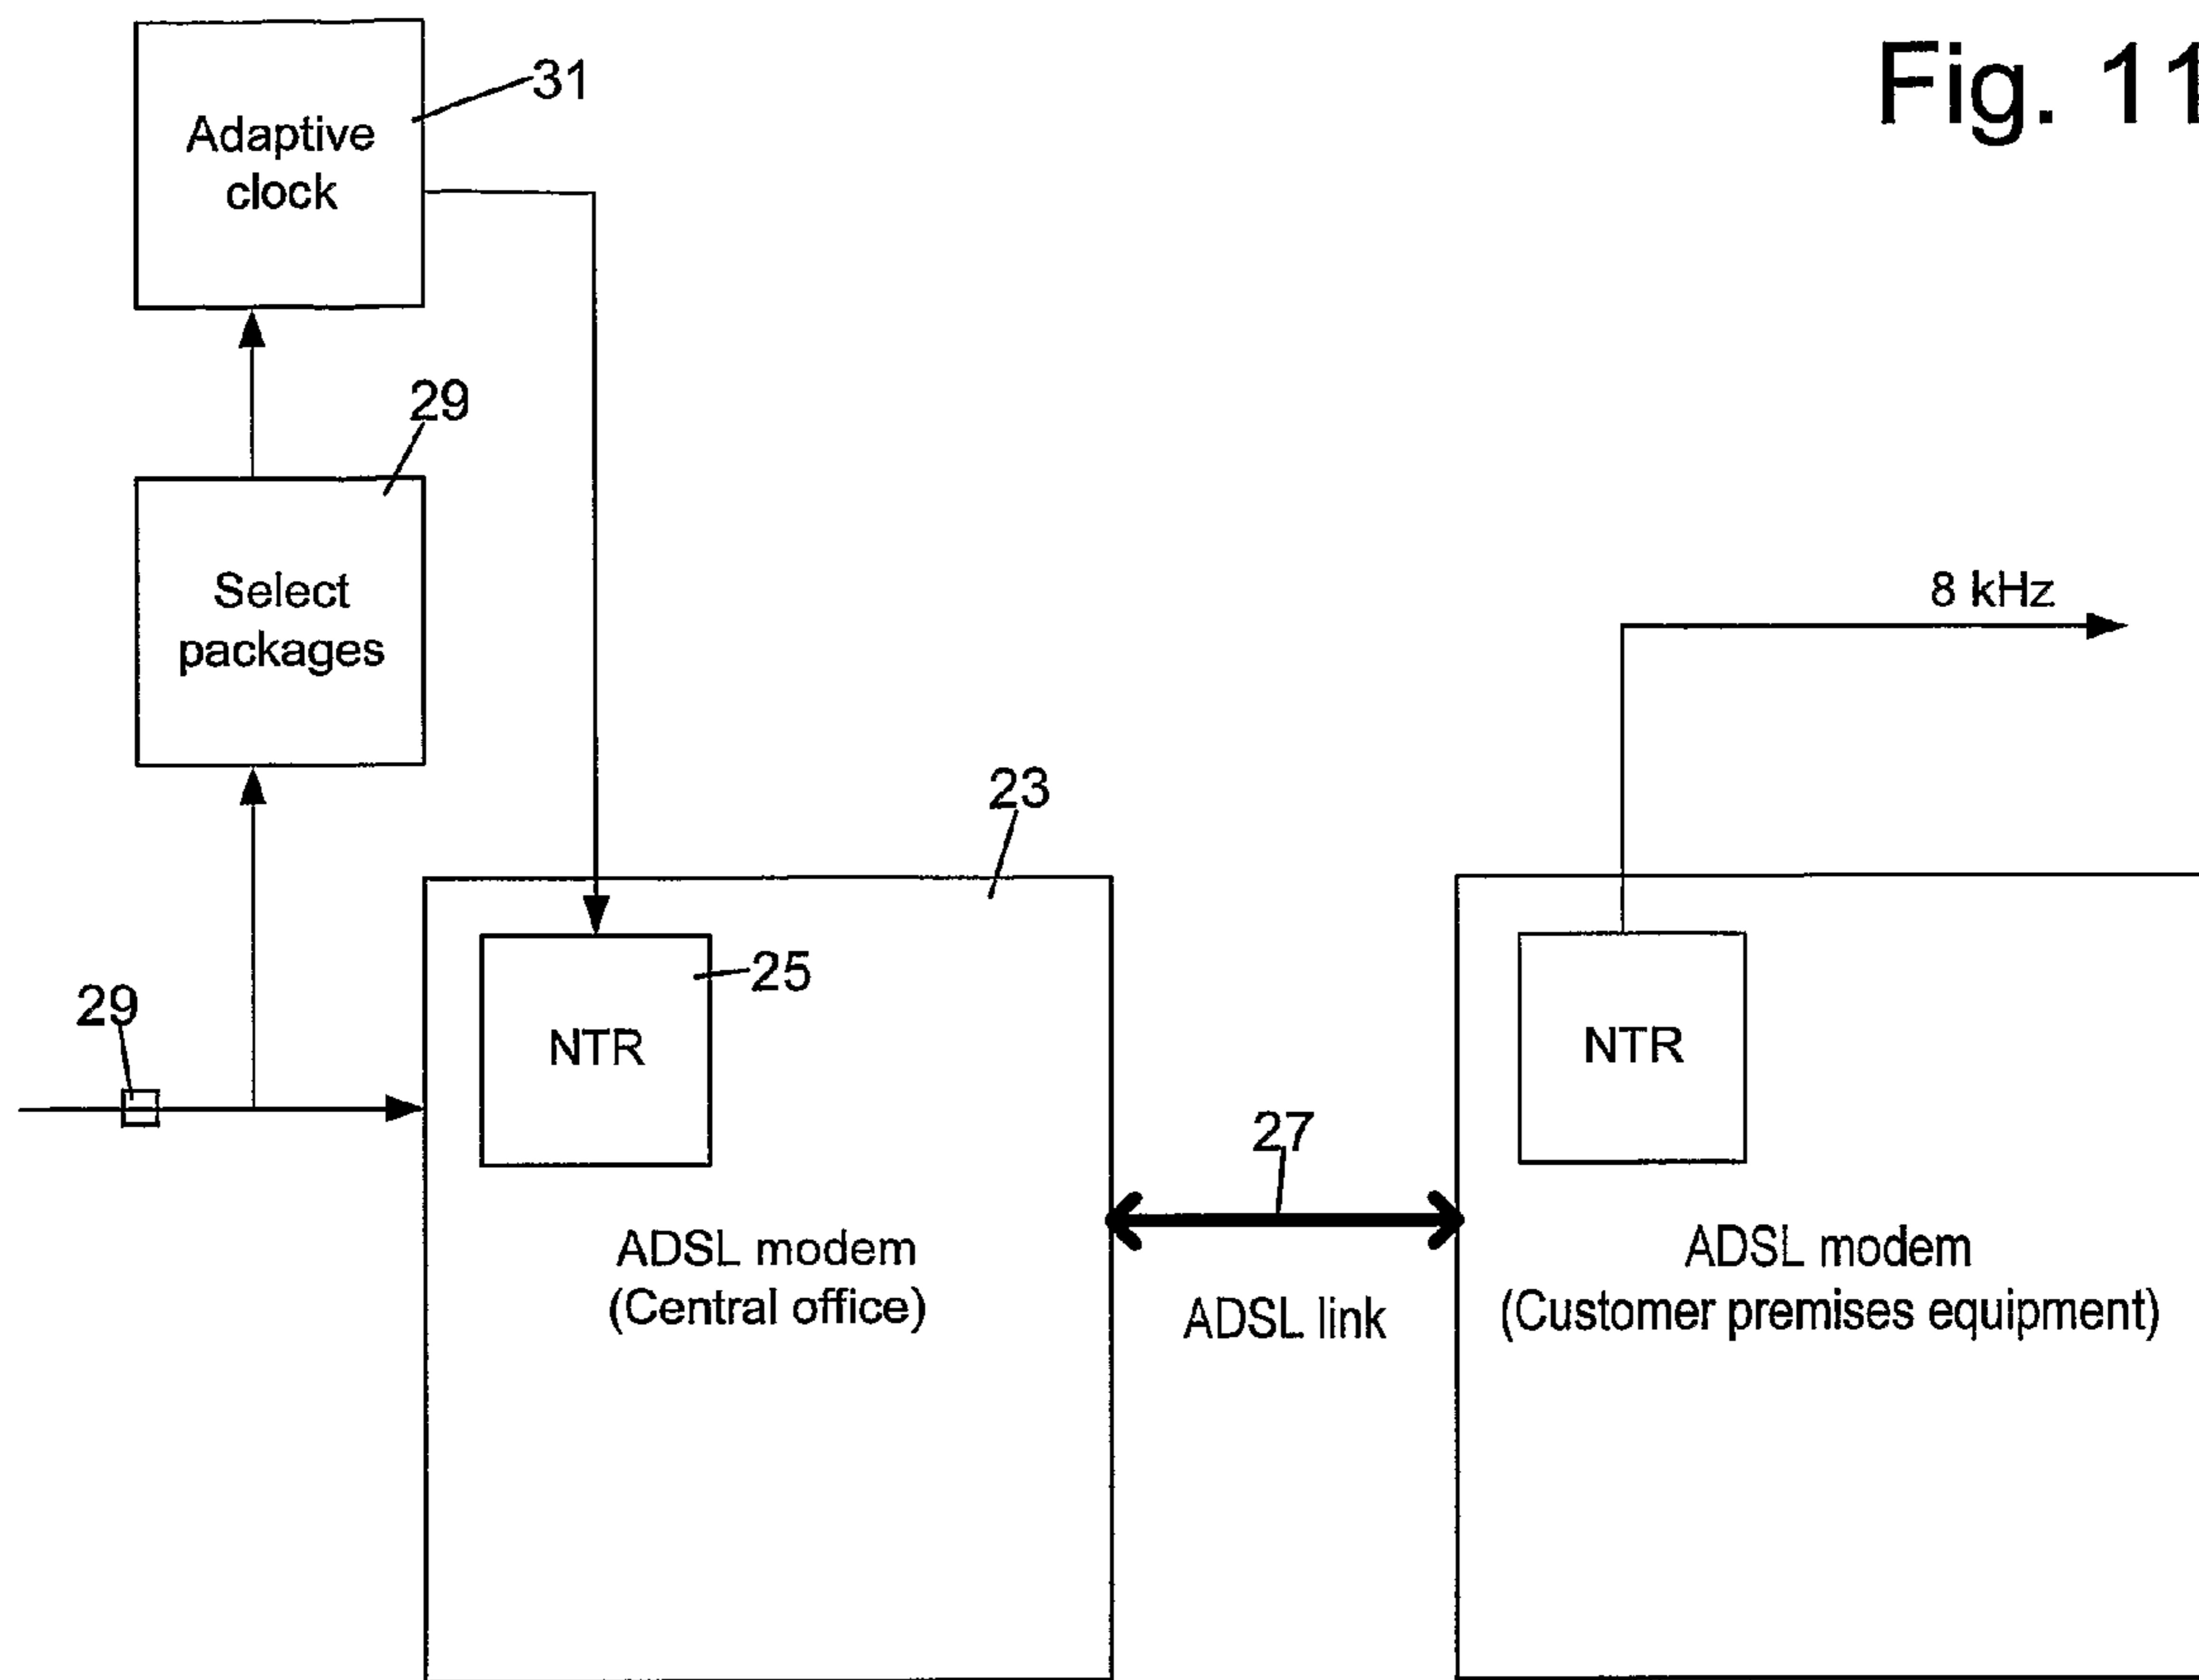 Fig. 11
31
Adaptive
clock
29
Select
packages
8 kHz
23
25
29
NTR
NTR
27
ADSL modem
(Central office)
ADSL link
ADSL modem
(Customer premises equipment)